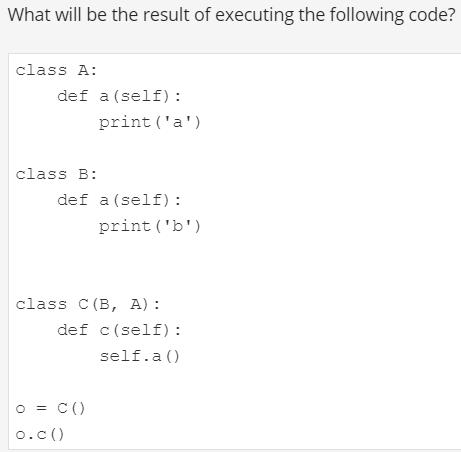 What will be the result of executing the following code?
class A:
    def a(self):
        print('a')
class B:
    def a(self):
        print('b')
class C(B, A):
    def c(self):
        self.a()
o = C()
o.c()